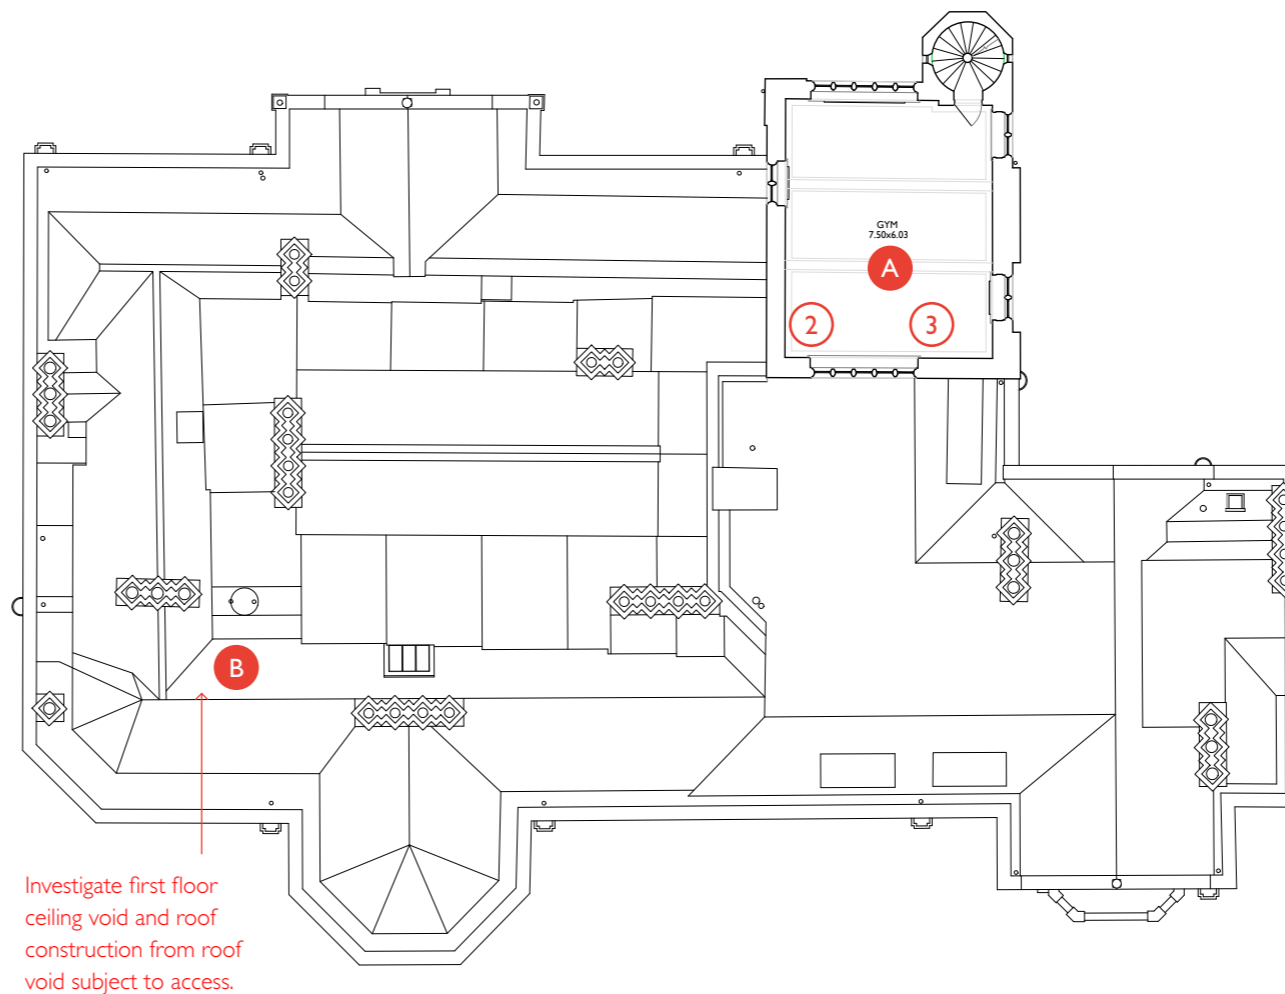 GYM
7.50x6.03
A
2
3
B
Investigate first floor
ceiling void and roof
construction from roof
void subject to access.